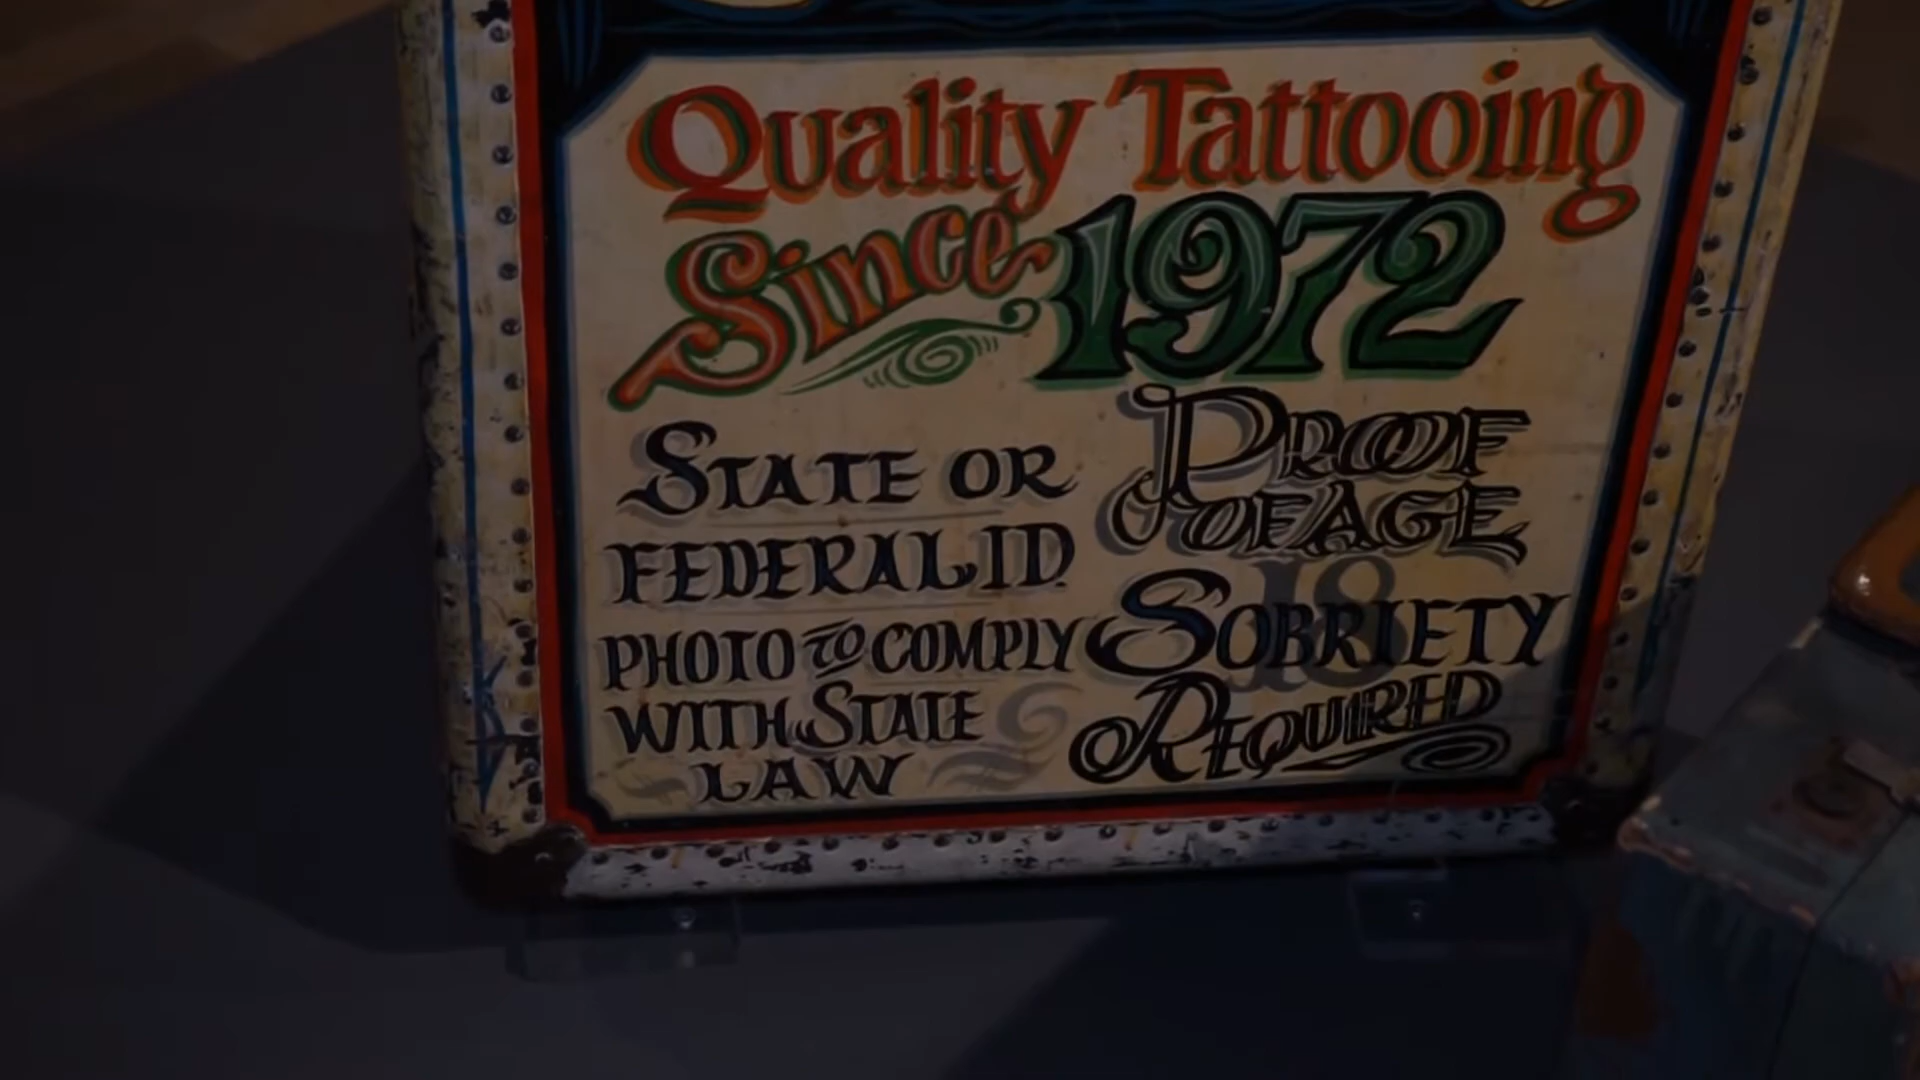 Quality Tattooing
Since 1972
STATE OR
FEDERAL ID
PHOTO TO COMPLY
WITH STATE
LAW
PROOF
OF AGE
18
SOBRIETY
REQUIRED